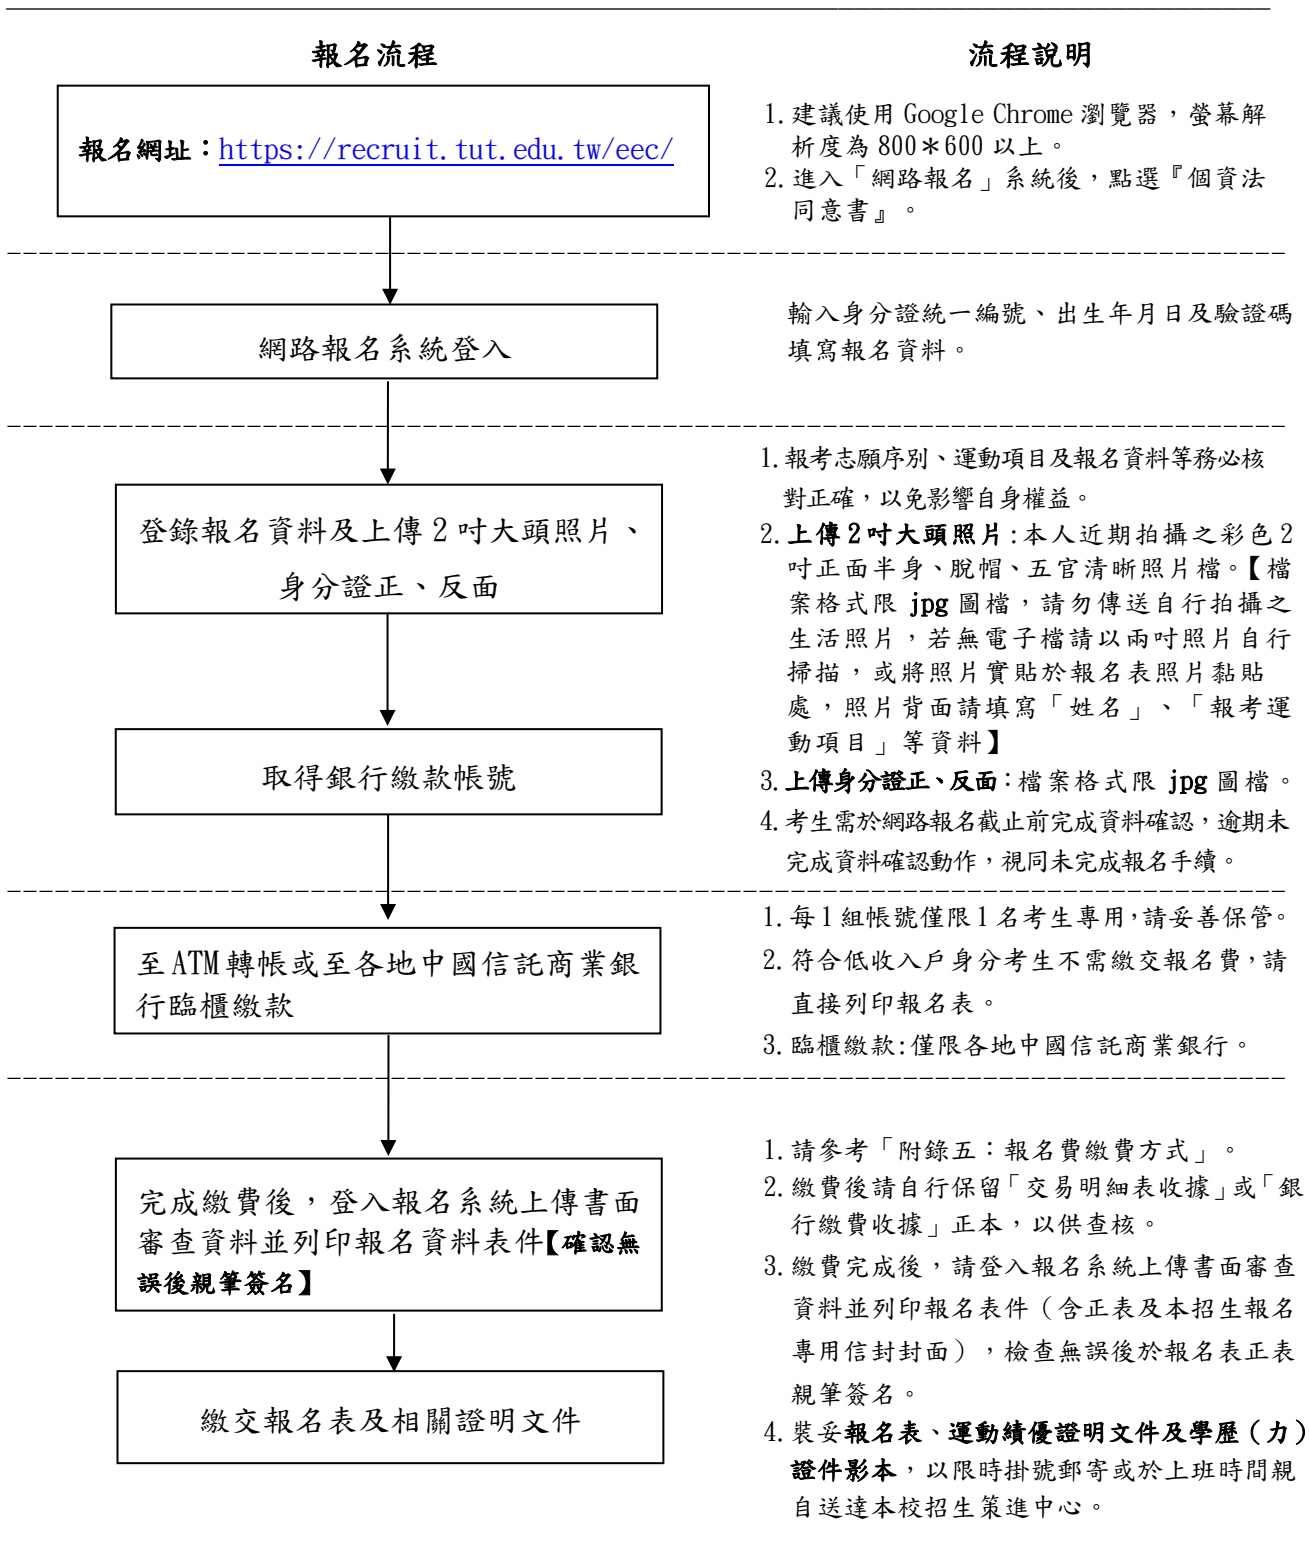 報名流程
流程說明
報名網址：https://recruit.tut.edu.tw/eec/
1.建議使用 Google Chrome 瀏覽器，螢幕解
析度為 800＊600 以上。
2.進入「網路報名」系統後，點選『個資法
同意書』。
網路報名系統登入
輸入身分證統一編號、出生年月日及驗證碼
填寫報名資料。
登錄報名資料及上傳 2 吋大頭照片、
身分證正、反面
取得銀行繳款帳號
1.報考志願序別、運動項目及報名資料等務必核
對正確，以免影響自身權益。
2.上傳 2 吋大頭照片:本人近期拍攝之彩色 2
吋正面半身、脫帽、五官清晰照片檔。【檔
案格式限 jpg 圖檔，請勿傳送自行拍攝之
生活照片，若無電子檔請以兩吋照片自行
掃描，或將照片實貼於報名表照片黏貼
處，照片背面請填寫「姓名」、「報考運
動項目」等資料】
3.上傳身分證正、反面：檔案格式限 jpg 圖檔。
4.考生需於網路報名截止前完成資料確認，逾期未
完成資料確認動作，視同未完成報名手續。
至 ATM 轉帳或至各地中國信託商業銀
行臨櫃繳款
1.每 1 組帳號僅限 1 名考生專用，請妥善保管。
2.符合低收入戶身分考生不需繳交報名費，請
直接列印報名表。
3.臨櫃繳款:僅限各地中國信託商業銀行。
完成繳費後，登入報名系統上傳書面
審查資料並列印報名資料表件【確認無
誤後親筆簽名】
繳交報名表及相關證明文件
1.請參考「附錄五：報名費繳費方式」。
2.繳費後請自行保留「交易明細表收據」或「銀
行繳費收據」正本，以供查核。
3.繳費完成後，請登入報名系統上傳書面審查
資料並列印報名表件（含正表及本招生報名
專用信封封面），檢查無誤後於報名表正表
親筆簽名。
4.裝妥報名表、運動績優證明文件及學歷（力）
證件影本，以限時掛號郵寄或於上班時間親
自送達本校招生策進中心。